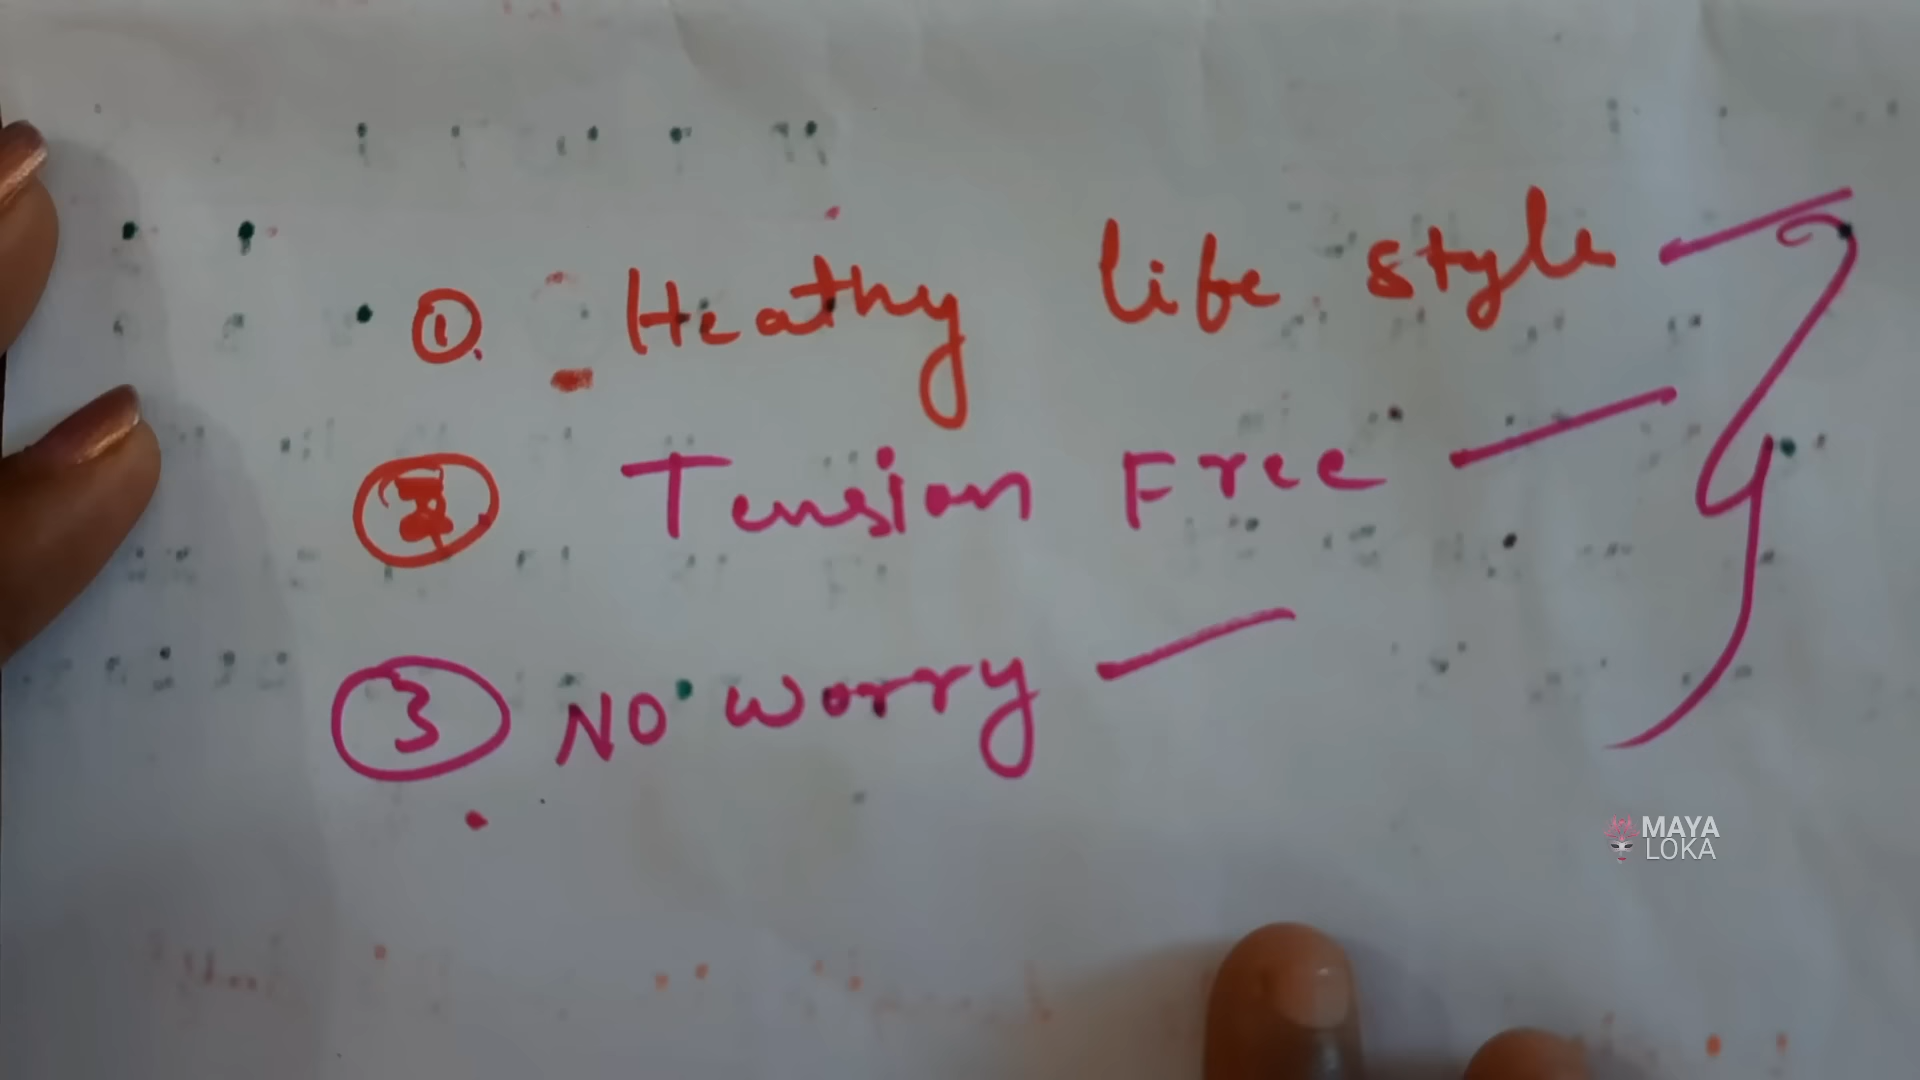 ① Heathy life style
② Tension Free
③ No worry
MAYA
LOKA